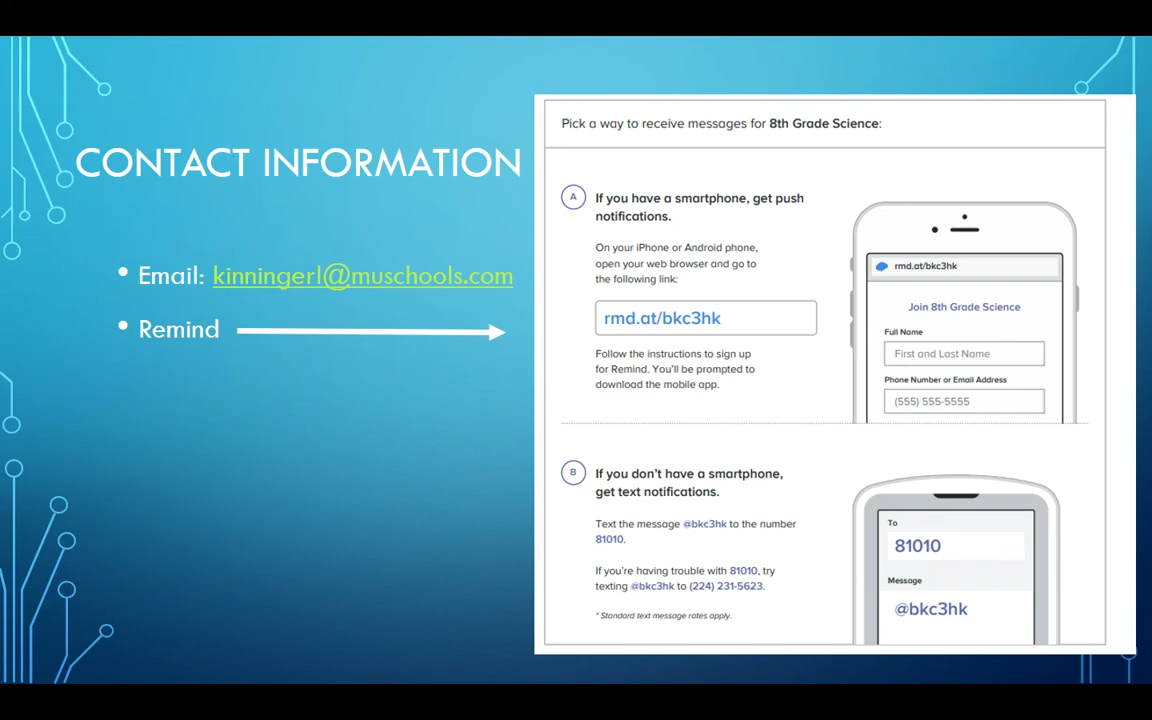 CONTACT INFORMATION
• Email: kinningerl@muschools.com
• Remind
Pick a way to receive messages for 8th Grade Science:
A
If you have a smartphone, get push
notifications.
On your iPhone or Android phone,
open your web browser and go to
the following link:
rmd.at/bkc3hk
Follow the instructions to sign up
for Remind. You'll be prompted to
download the mobile app.
rmd.at/bkc3hk
Join 8th Grade Science
Full Name
First and Last Name
Phone Number or Email Address
(555) 555-5555
B
If you don't have a smartphone,
get text notifications.
Text the message @bkc3hk to the number
81010.
If you're having trouble with 81010, try
texting @bkc3hk to (224) 231-5623.
* Standard text message rates apply.
To
81010
Message
@bkc3hk